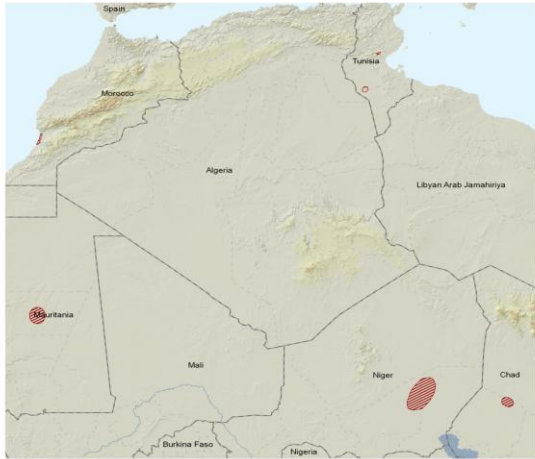 Spain
Tunisia
Morocco
Algeria
Libyan Arab Jamahiriya
Mauritania
Mali
Niger
Chad
Burkina Faso
Nigeria